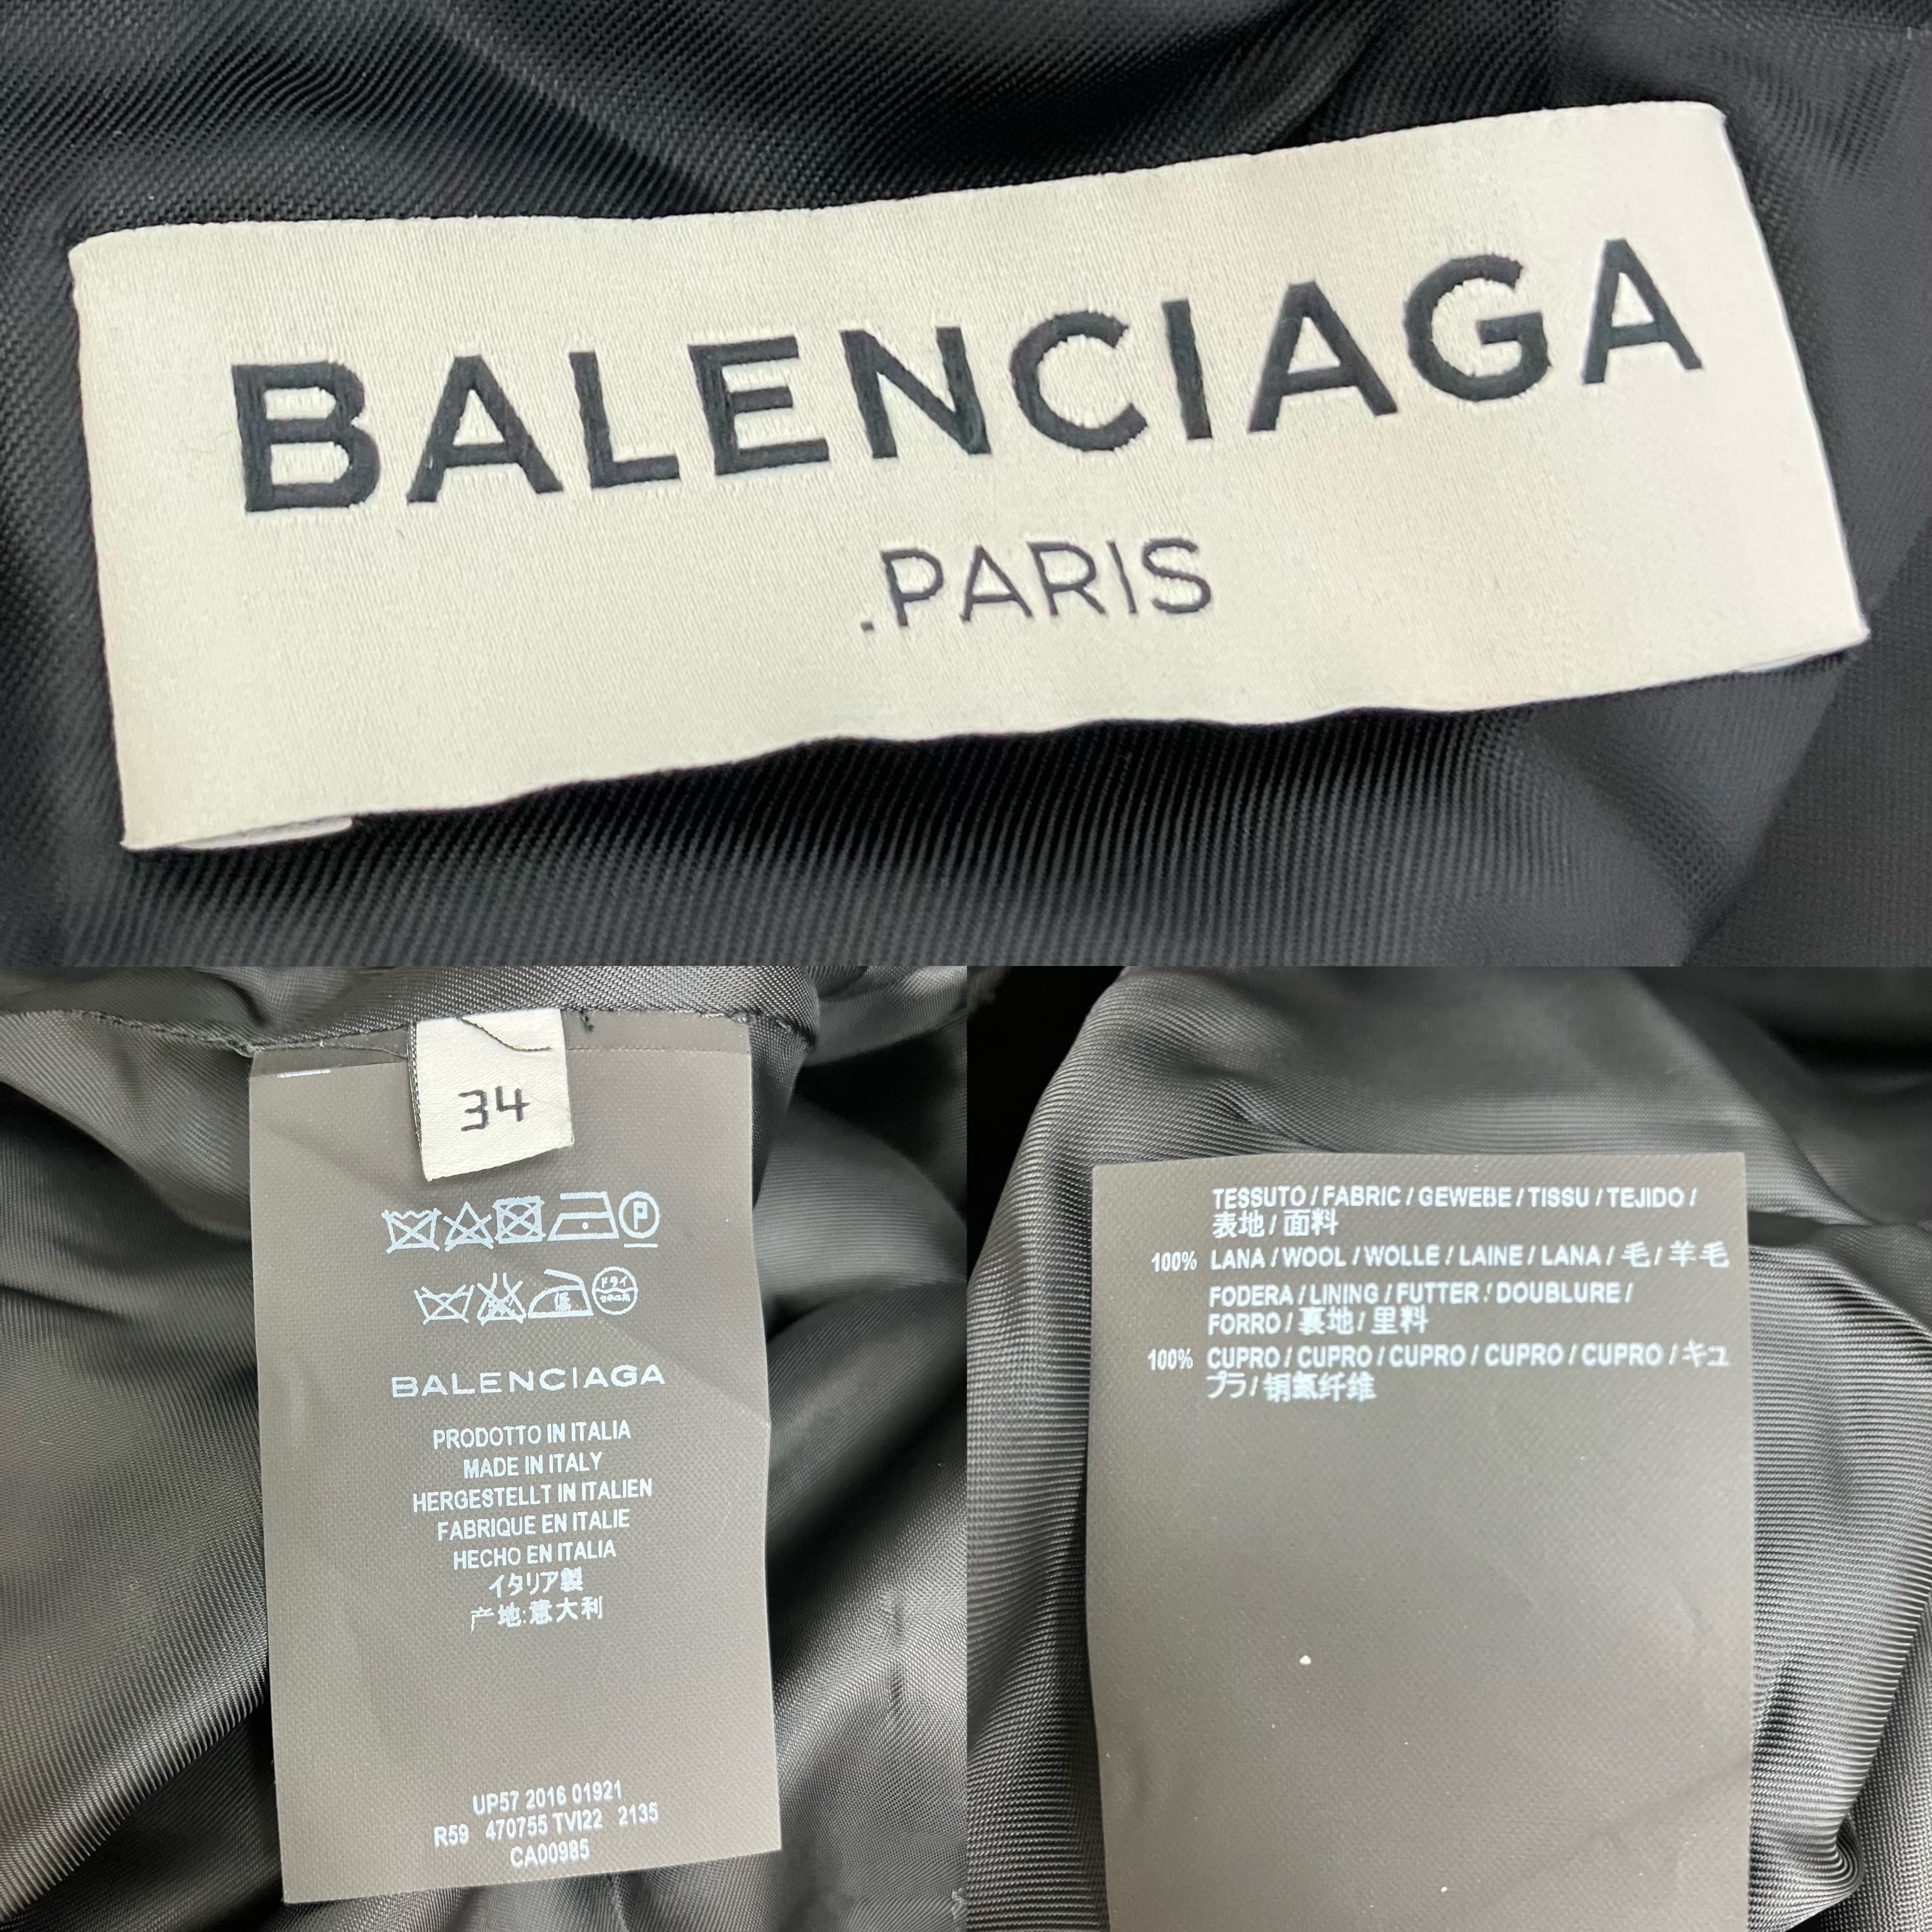 BALENCIAGA
.PARIS
34
P
ドライ
BALENCIAGA
PRODOTTO IN ITALIA
MADE IN ITALY
HERGESTELLT IN ITALIEN
FABRIQUE EN ITALIE
HECHO EN ITALIA
イタリア製
产地:意大利
UP57 2016 01921
R59 470755 TVI22 2135
CA00985
TESSUTO / FABRIC / GEWEBE / TISSU / TEJIDO /
表地 / 面料
100% LANA / WOOL / WOLLE / LAINE / LANA / 毛 / 羊毛
FODERA / LINING / FUTTER / DOUBLURE /
FORRO / 裏地 / 里料
100% CUPRO / CUPRO / CUPRO / CUPRO / CUPRO / キュ
プラ / 铜氨纤维